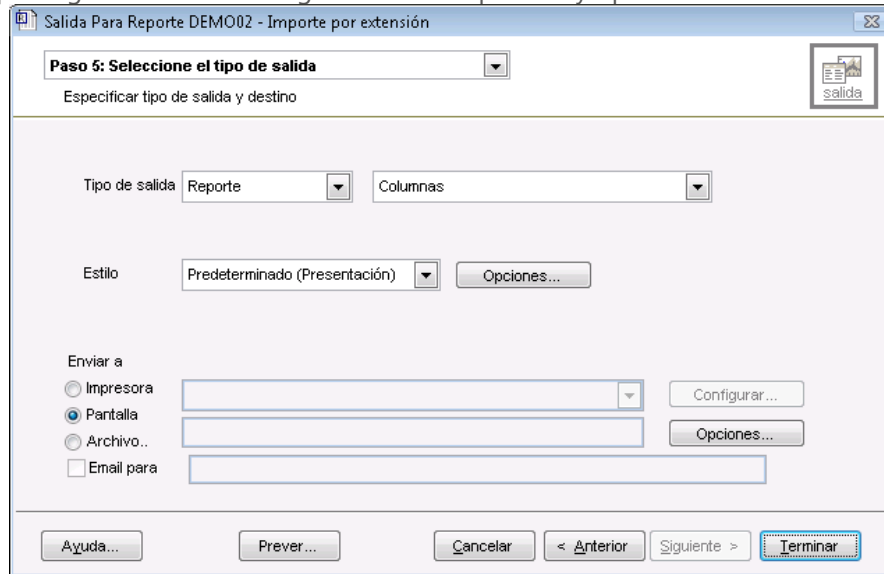 Salida Para Reporte DEMO02 - Importe por extensión
Paso 5: Seleccione el tipo de salida
Especificar tipo de salida y destino
salida
Tipo de salida Reporte Columnas
Estilo Predeterminado (Presentación) Opciones...
Enviar a
Impresora Configurar...
Pantalla
Archivo.. Opciones...
Email para
Ayuda... Prever... Cancelar < Anterior Siguiente > Terminar